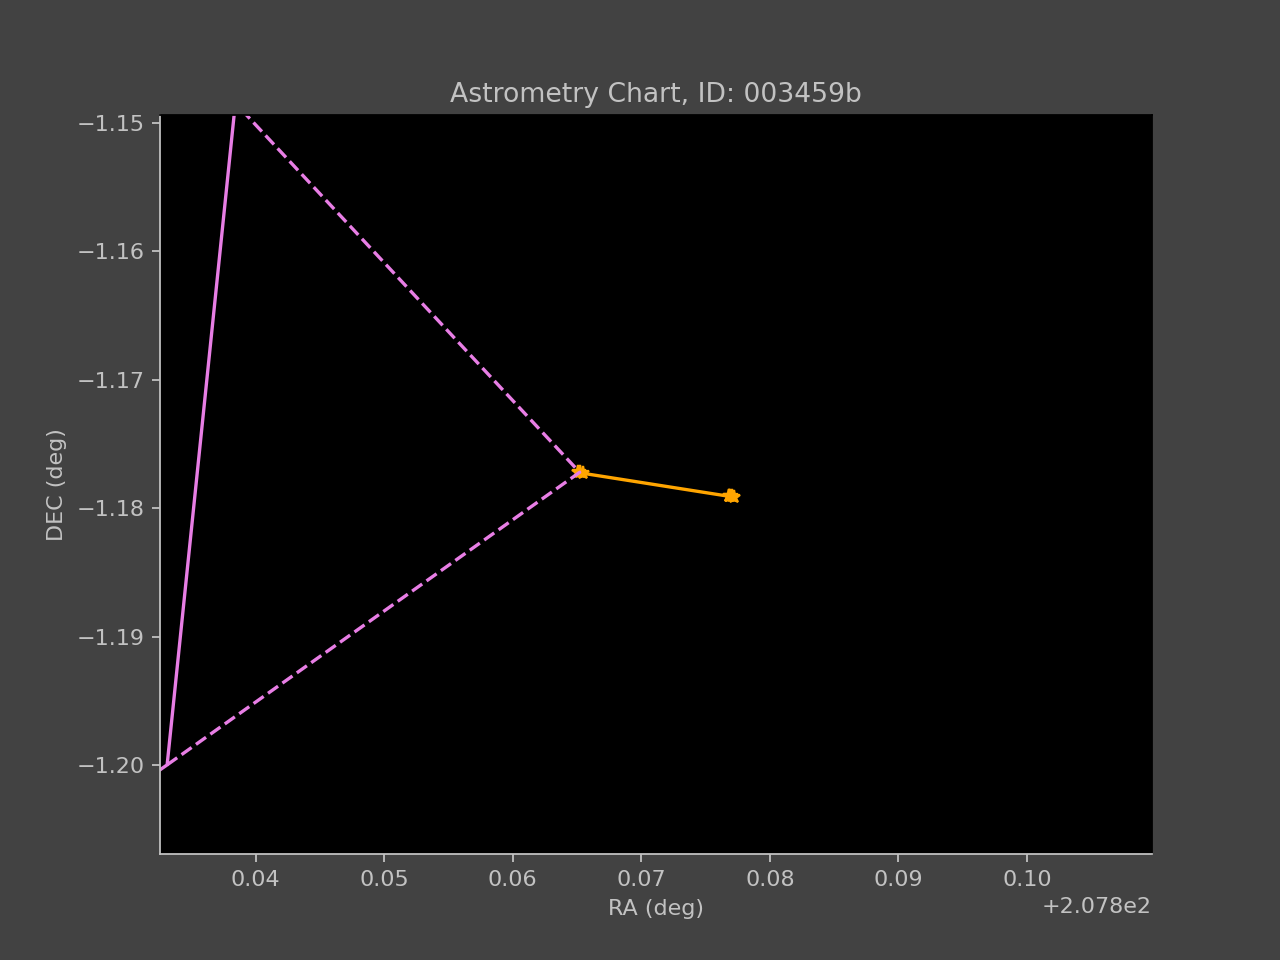 Astrometry Chart, ID: 003459b
−1.15
−1.16
−1.17
−1.18
−1.19
−1.20
DEC (deg)
0.04 0.05 0.06 0.07 0.08 0.09 0.10
RA (deg)
+2.078e2